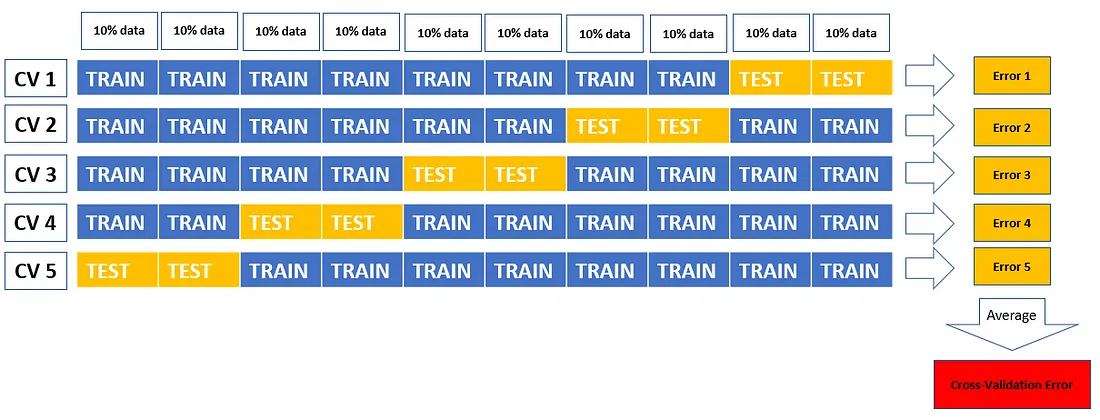 10% data 10% data 10% data 10% data 10% data 10% data 10% data 10% data 10% data 10% data
CV 1 TRAIN TRAIN TRAIN TRAIN TRAIN TRAIN TRAIN TRAIN TEST TEST Error 1
CV 2 TRAIN TRAIN TRAIN TRAIN TRAIN TRAIN TEST TEST TRAIN TRAIN Error 2
CV 3 TRAIN TRAIN TRAIN TRAIN TEST TEST TRAIN TRAIN TRAIN TRAIN Error 3
CV 4 TRAIN TRAIN TEST TEST TRAIN TRAIN TRAIN TRAIN TRAIN TRAIN Error 4
CV 5 TEST TEST TRAIN TRAIN TRAIN TRAIN TRAIN TRAIN TRAIN TRAIN Error 5
Average
Cross-Validation Error